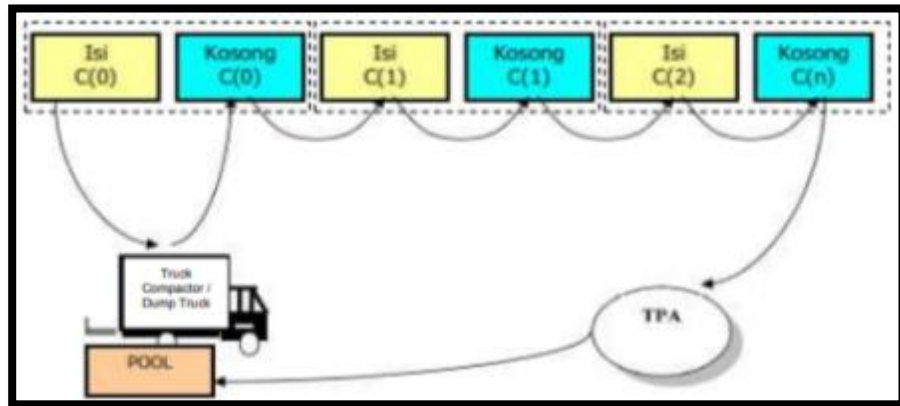 Isi
C(0)
Kosong
C(0)
Isi
C(1)
Kosong
C(1)
Isi
C(2)
Kosong
C(n)
Truck
Compactor /
Dump Truck
POOL
TPA